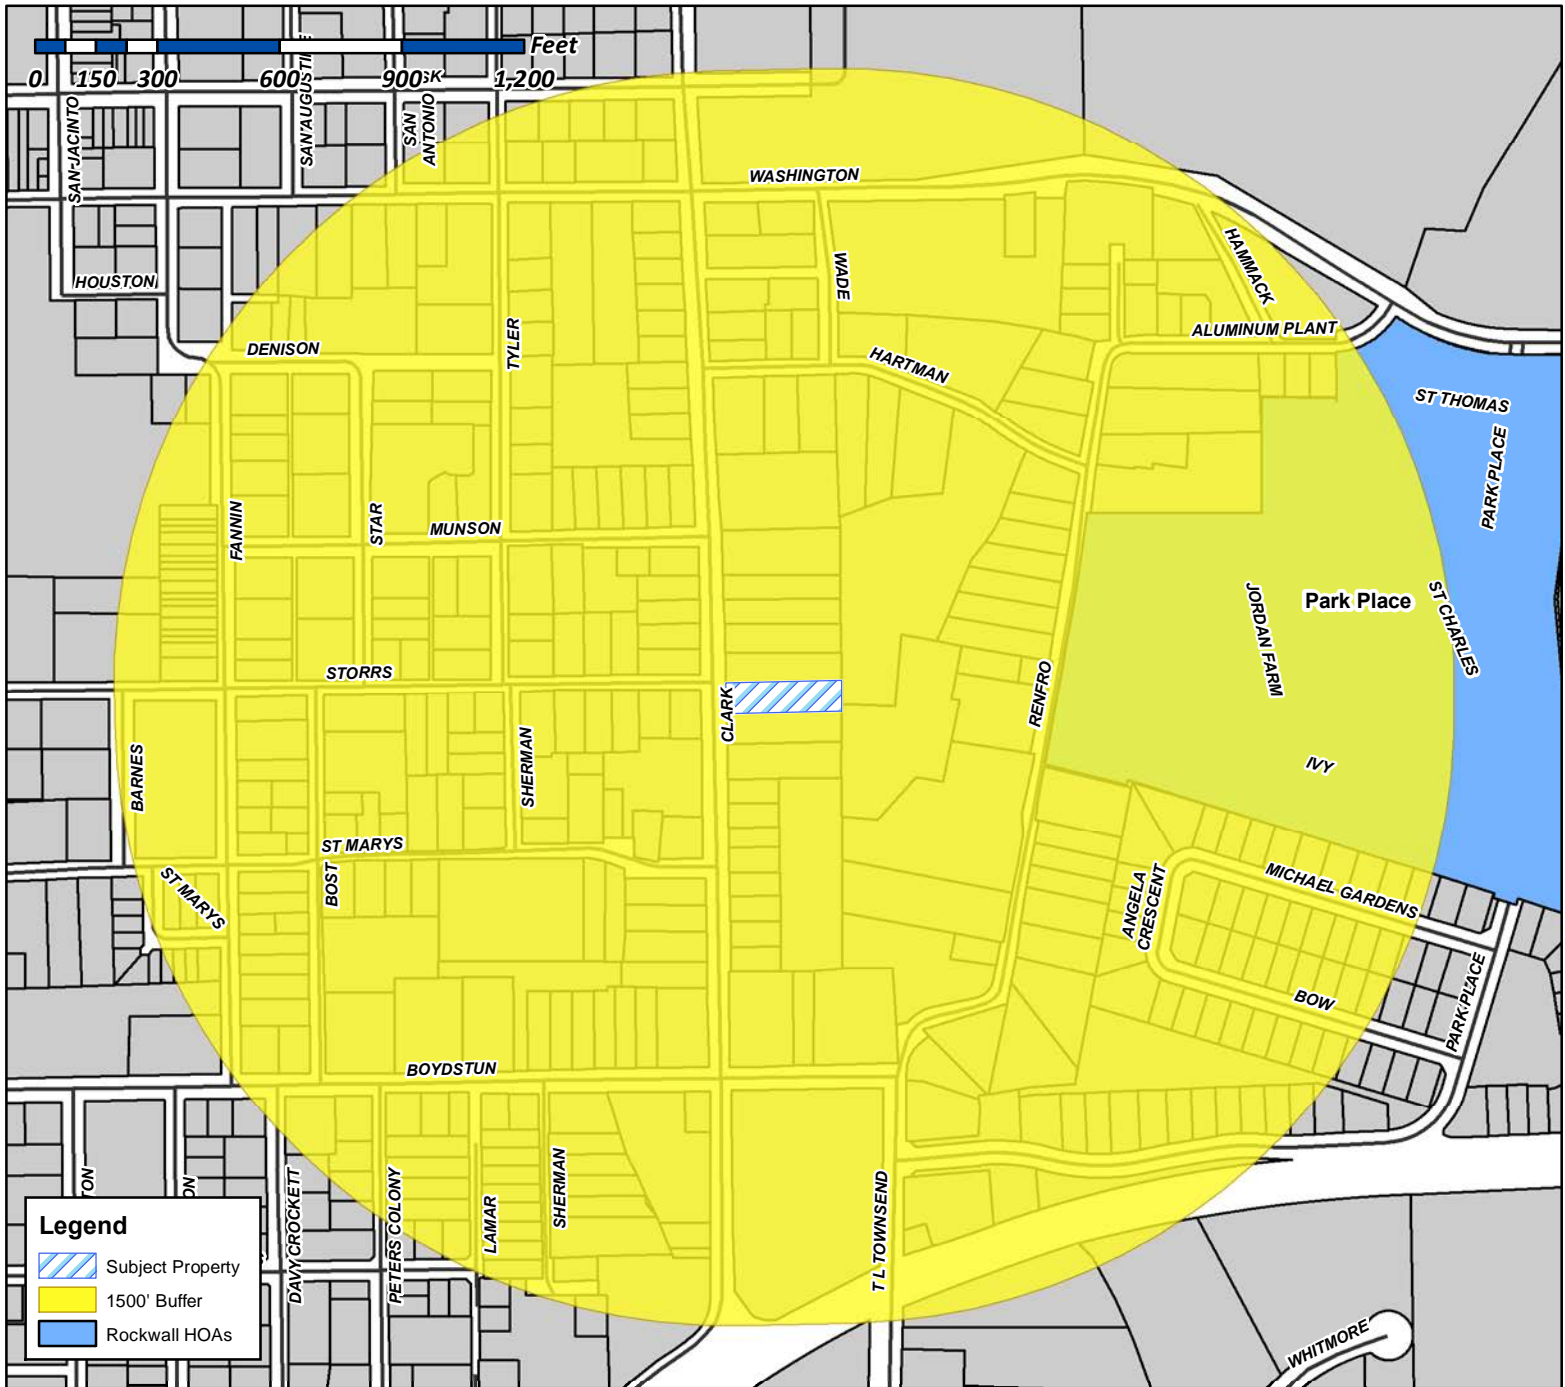 Feet
0 150 300 600 900 1,200
SAN JACINTO
SAN AUGUSTINE
SAN
ANTONIO
WASHINGTON
WADE
HAMMACK
HOUSTON
DENISON
TYLER
HARTMAN
ALUMINUM PLANT
ST THOMAS
PARK PLACE
FANNIN
STAR
MUNSON
Park Place
JORDAN FARM
ST CHARLES
STORRS
CLARK
RENFRO
BARNES
SHERMAN
IVY
ST MARYS
BOST
ST MARYS
ANGELA
CRESCENT
MICHAEL GARDENS
BOW
PARK PLACE
BOYDSTUN
DAVY CROCKETT
PETERS COLONY
LAMAR
SHERMAN
T L TOWNSEND
WHITMORE
Legend
Subject Property
1500' Buffer
Rockwall HOAs